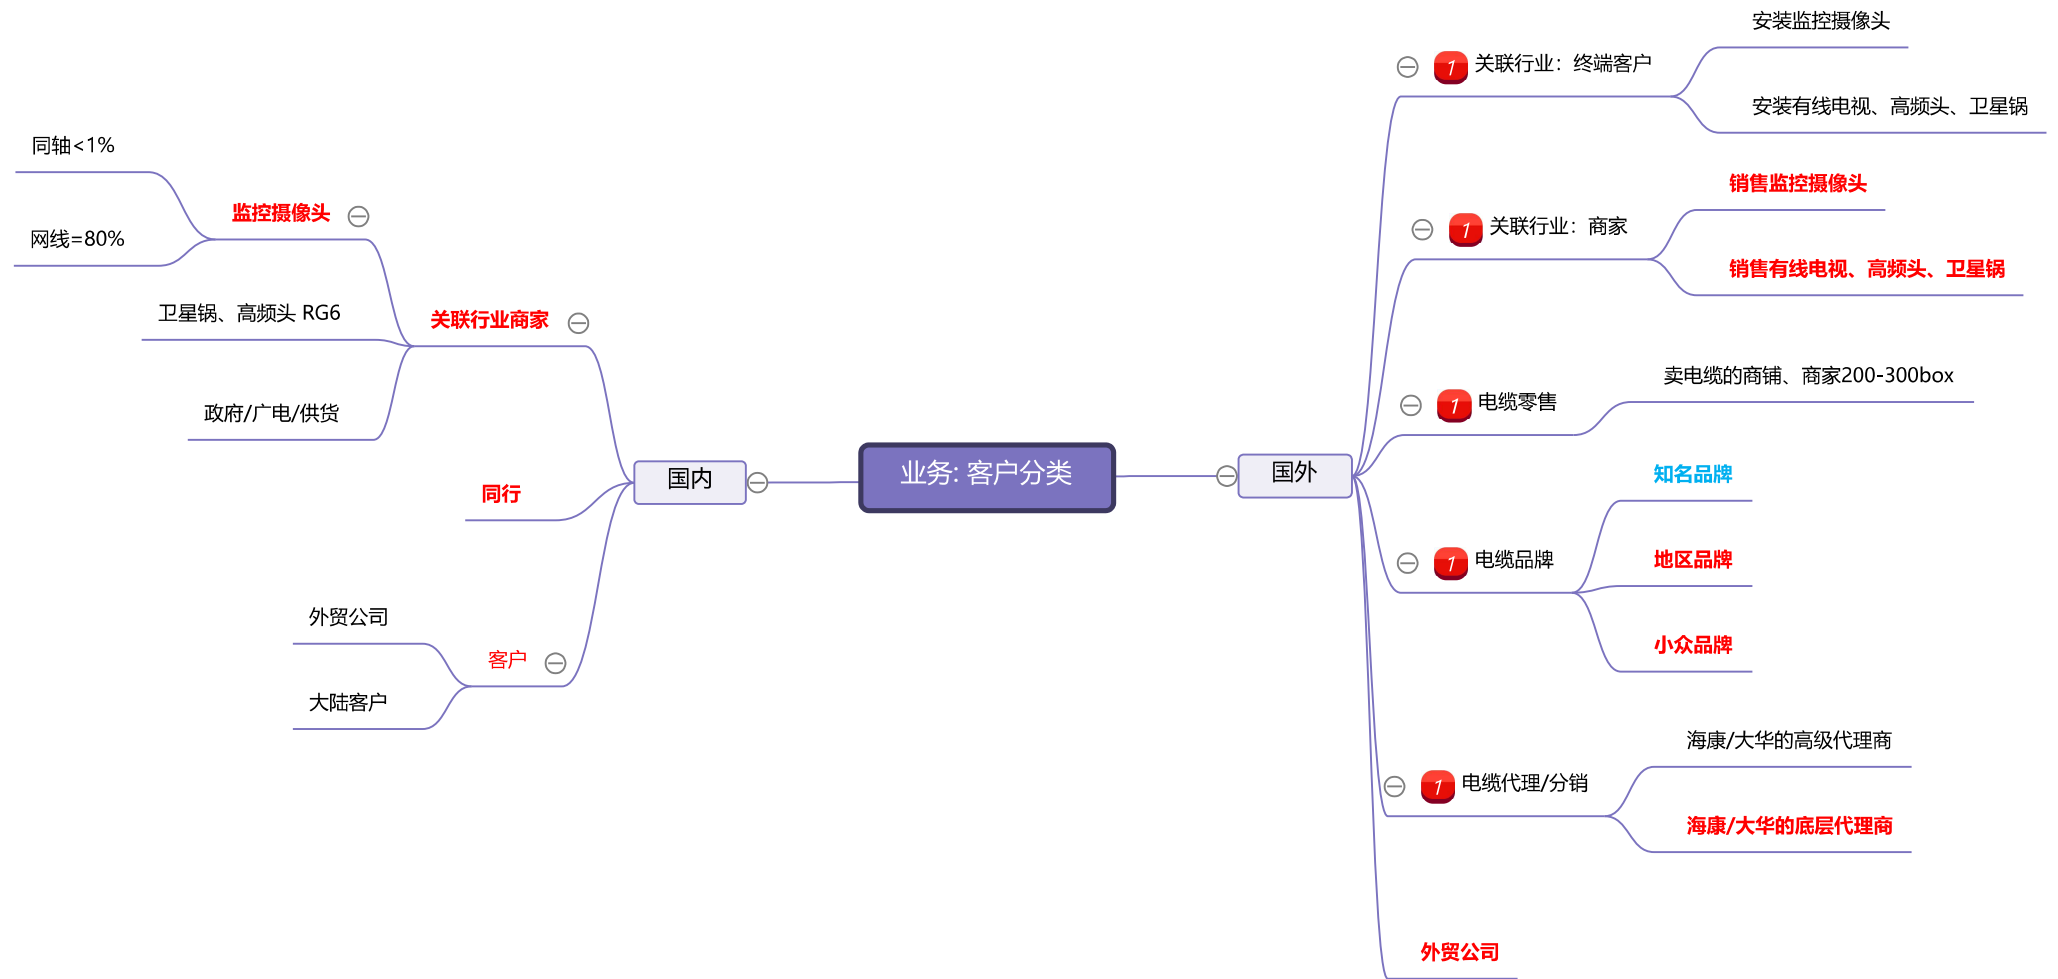 业务: 客户分类
国内
关联行业商家
监控摄像头
同轴<1%
网线=80%
卫星锅、高频头 RG6
政府/广电/供货
同行
客户
外贸公司
大陆客户
国外
1 关联行业：终端客户
安装监控摄像头
安装有线电视、高频头、卫星锅
1 关联行业：商家
销售监控摄像头
销售有线电视、高频头、卫星锅
1 电缆零售
卖电缆的商铺、商家200-300box
1 电缆品牌
知名品牌
地区品牌
小众品牌
1 电缆代理/分销
海康/大华的高级代理商
海康/大华的底层代理商
外贸公司